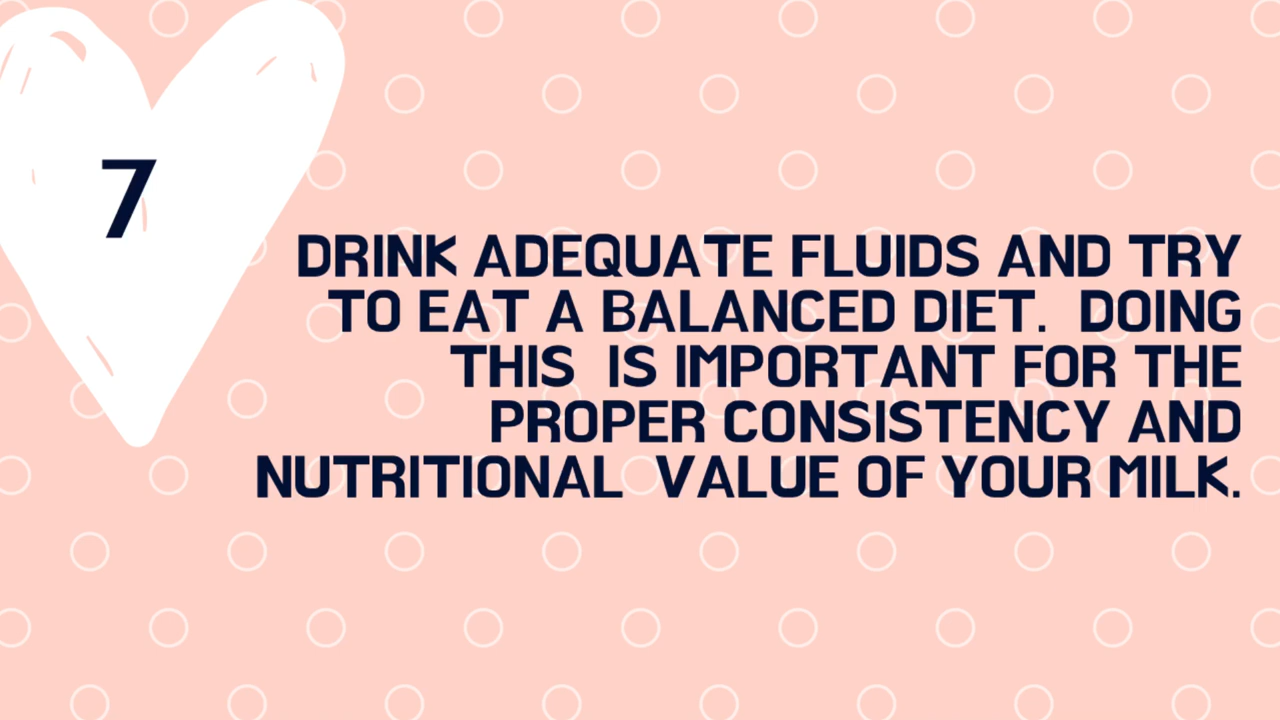 7
DRINK ADEQUATE FLUIDS AND TRY
TO EAT A BALANCED DIET. DOING
THIS IS IMPORTANT FOR THE
PROPER CONSISTENCY AND
NUTRITIONAL VALUE OF YOUR MILK.